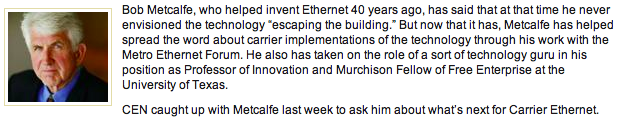 Bob Metcalfe, who helped invent Ethernet 40 years ago, has said that at that time he never
envisioned the technology “escaping the building.” But now that it has, Metcalfe has helped
spread the word about carrier implementations of the technology through his work with the
Metro Ethernet Forum. He also has taken on the role of a sort of technology guru in his
position as Professor of Innovation and Murchison Fellow of Free Enterprise at the
University of Texas.
CEN caught up with Metcalfe last week to ask him about what’s next for Carrier Ethernet.